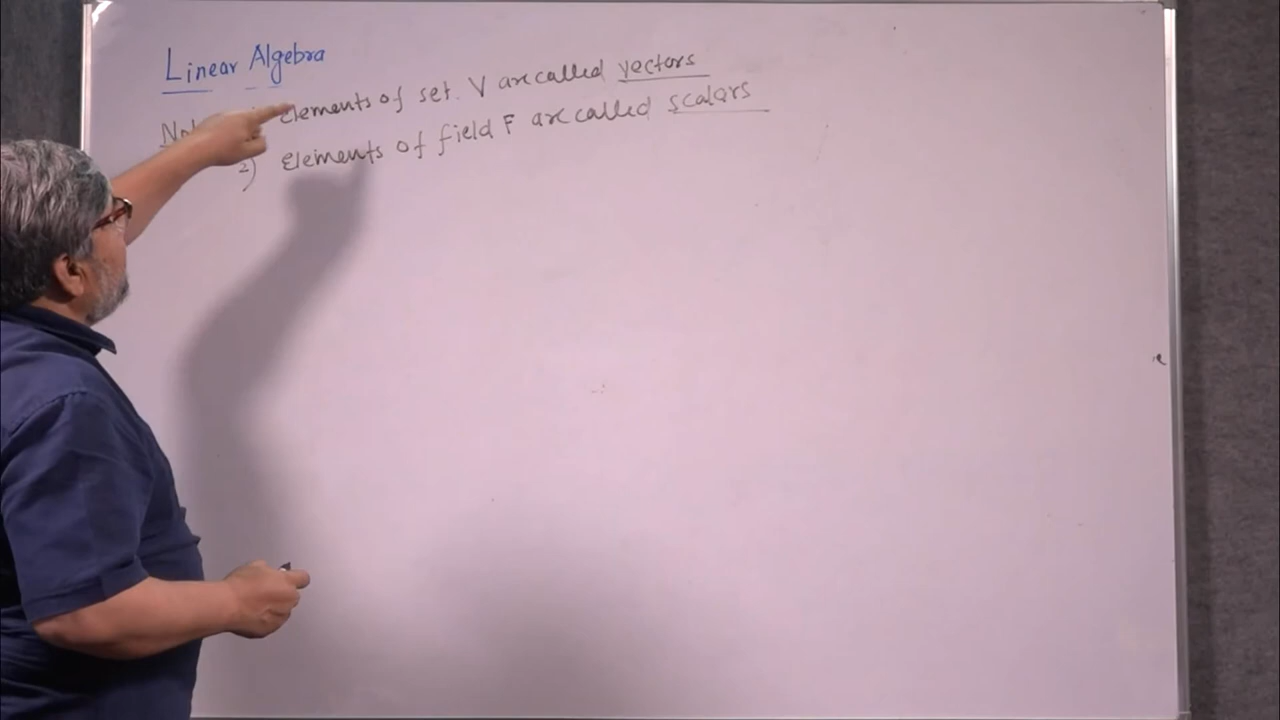 Linear Algebra
Elements of set. V are called vectors
2) Elements of field F are called scalars